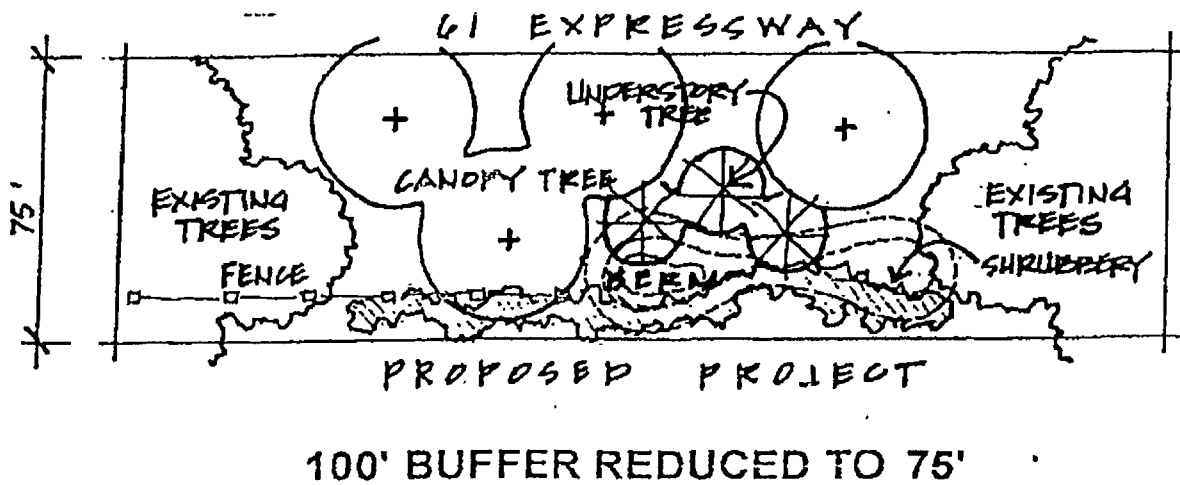 61 EXPRESSWAY
UNDERSTORY
TREE
CANOPY TREE
EXISTING
TREES
EXISTING
TREES
75'
FENCE
BERM
SHRUBBERY
PROPOSED PROJECT
100' BUFFER REDUCED TO 75'